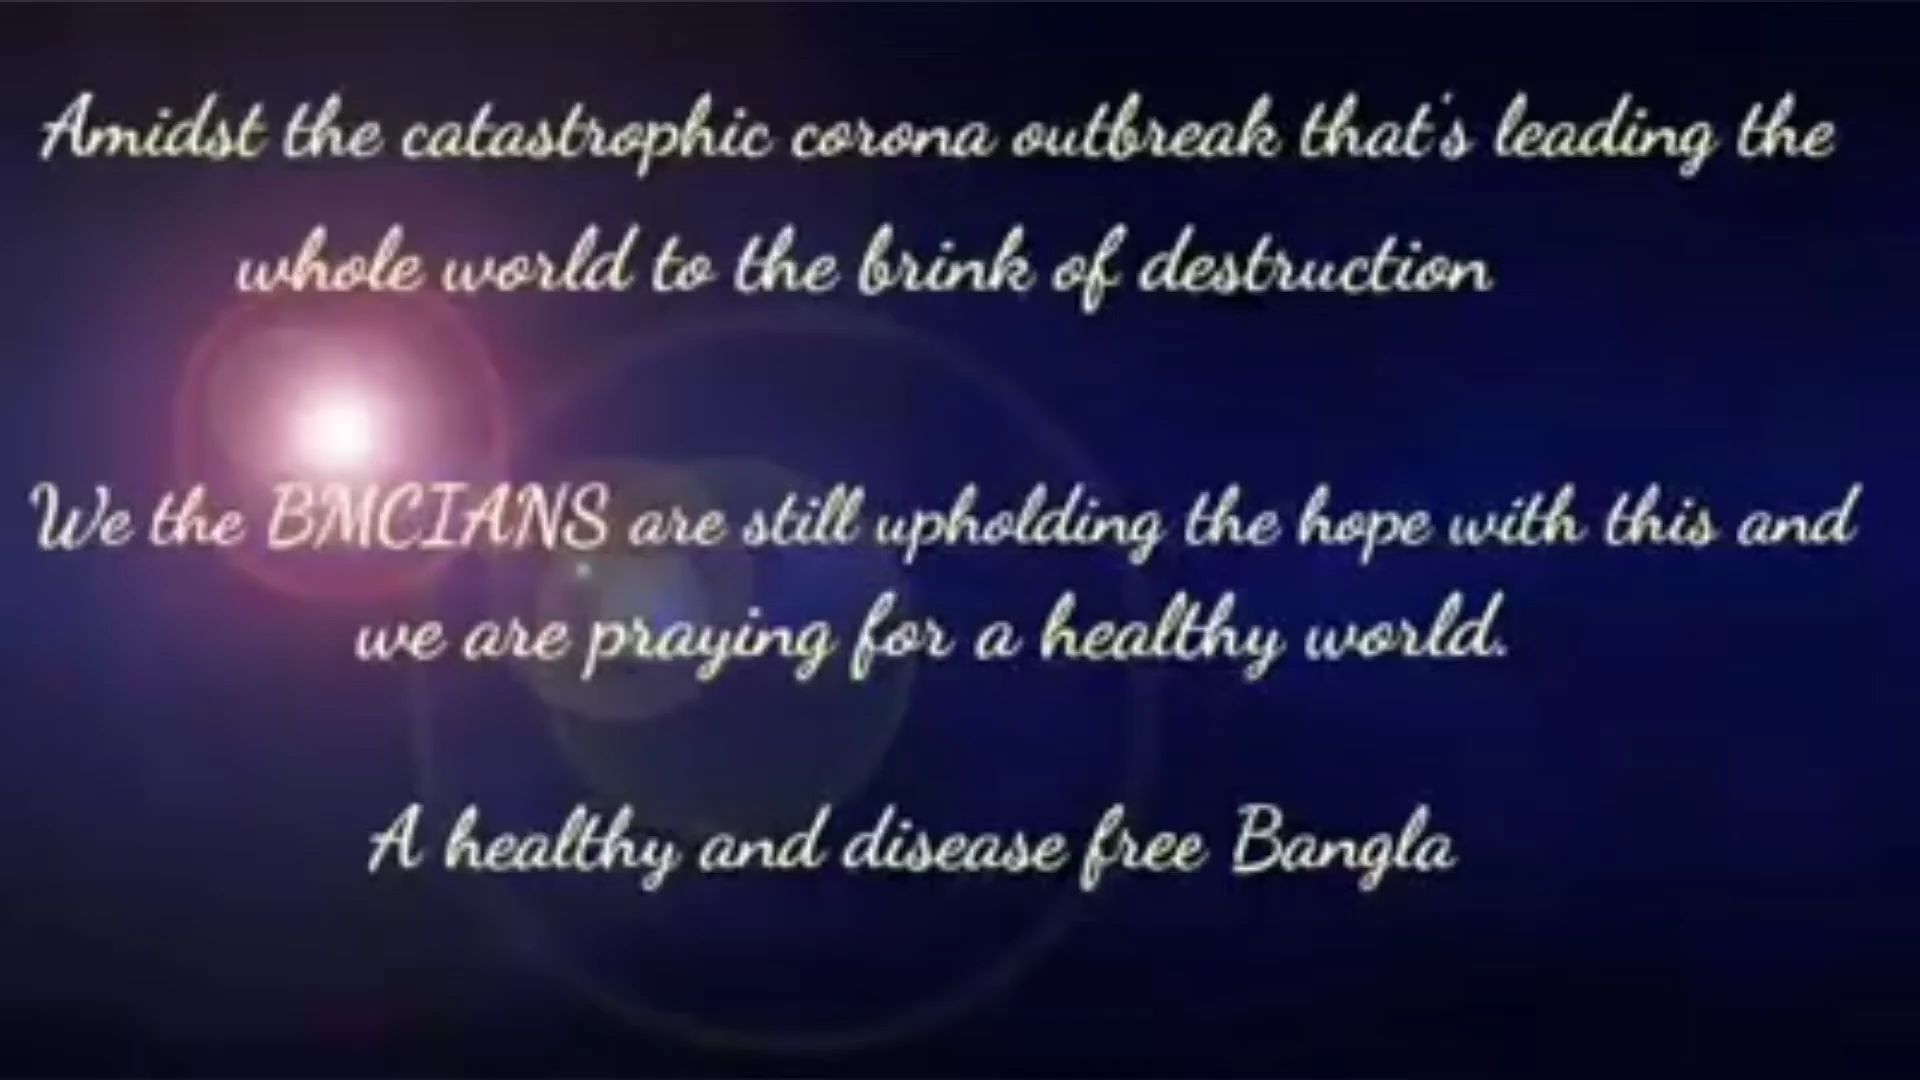 Amidst the catastrophic corona outbreak that's leading the
whole world to the brink of destruction
We the BMCIANS are still upholding the hope with this and
we are praying for a healthy world.
A healthy and disease free Bangla